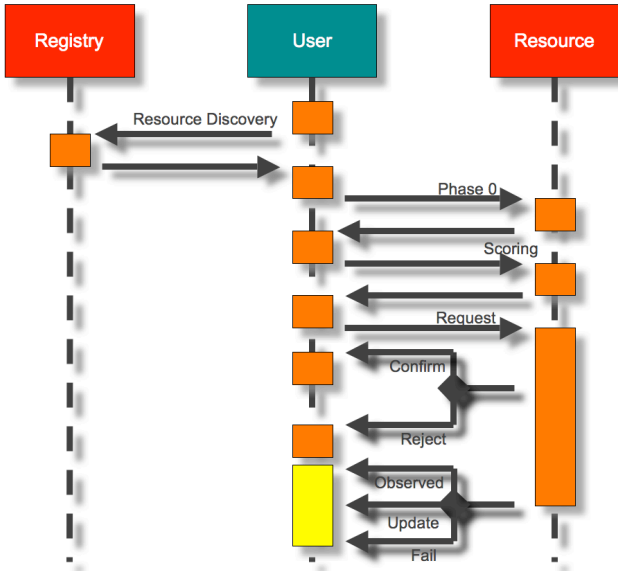 Registry
User
Resource
Resource Discovery
Phase 0
Scoring
Request
Confirm
Reject
Observed
Update
Fail